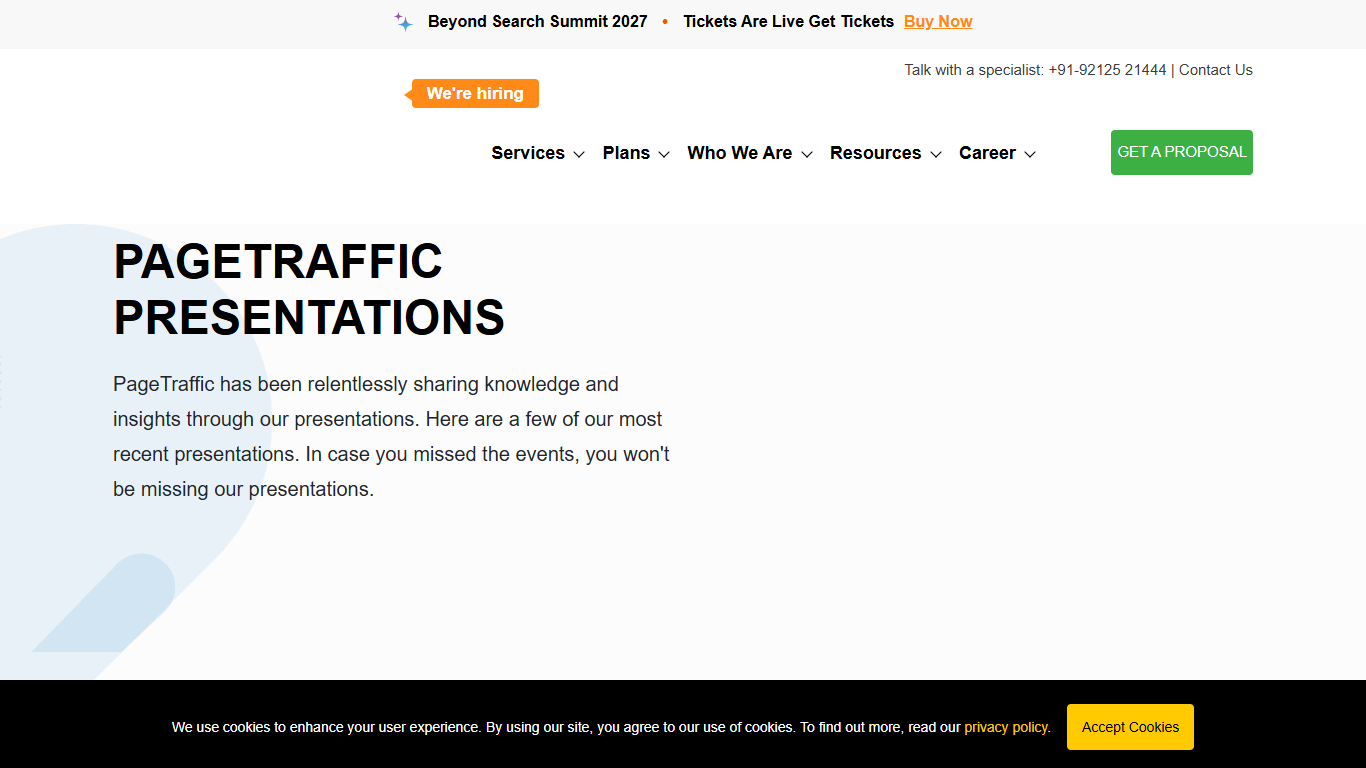 Beyond Search Summit 2027 • Tickets Are Live Get Tickets Buy Now
Talk with a specialist: +91-92125 21444 | Contact Us
We're hiring
Services Plans Who We Are Resources Career GET A PROPOSAL
PAGETRAFFIC
PRESENTATIONS
PageTraffic has been relentlessly sharing knowledge and
insights through our presentations. Here are a few of our most
recent presentations. In case you missed the events, you won't
be missing our presentations.
We use cookies to enhance your user experience. By using our site, you agree to our use of cookies. To find out more, read our privacy policy. Accept Cookies